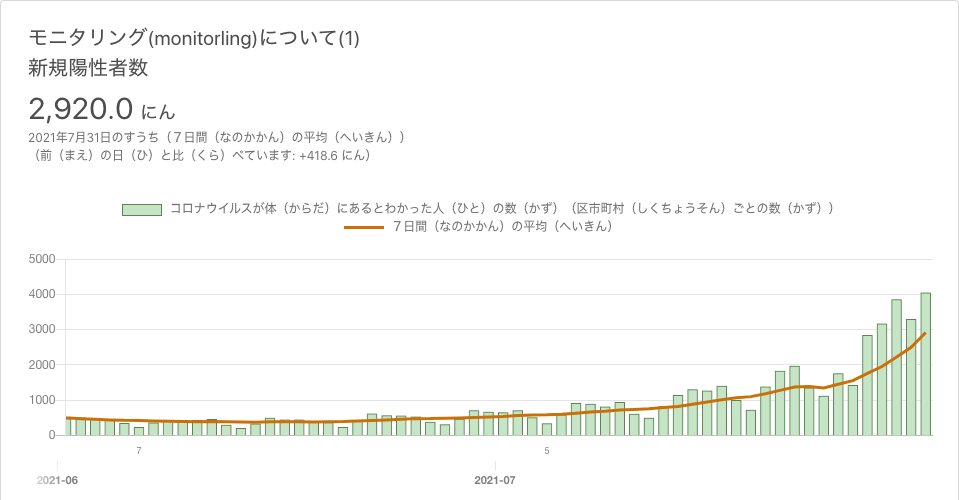 モニタリング(monitorling)について(1)
新規陽性者数
2,920.0 にん
2021年7月31日のすうち（７日間（なのかかん）の平均（へいきん））
（前（まえ）の日（ひ）と比（くら）べています: +418.6 にん）
コロナウイルスが体（からだ）にあるとわかった人（ひと）の数（かず）（区市町村（しくちょうそん）ごとの数（かず））
７日間（なのかかん）の平均（へいきん）
5000
4000
3000
2000
1000
0
7
5
2021-06
2021-07